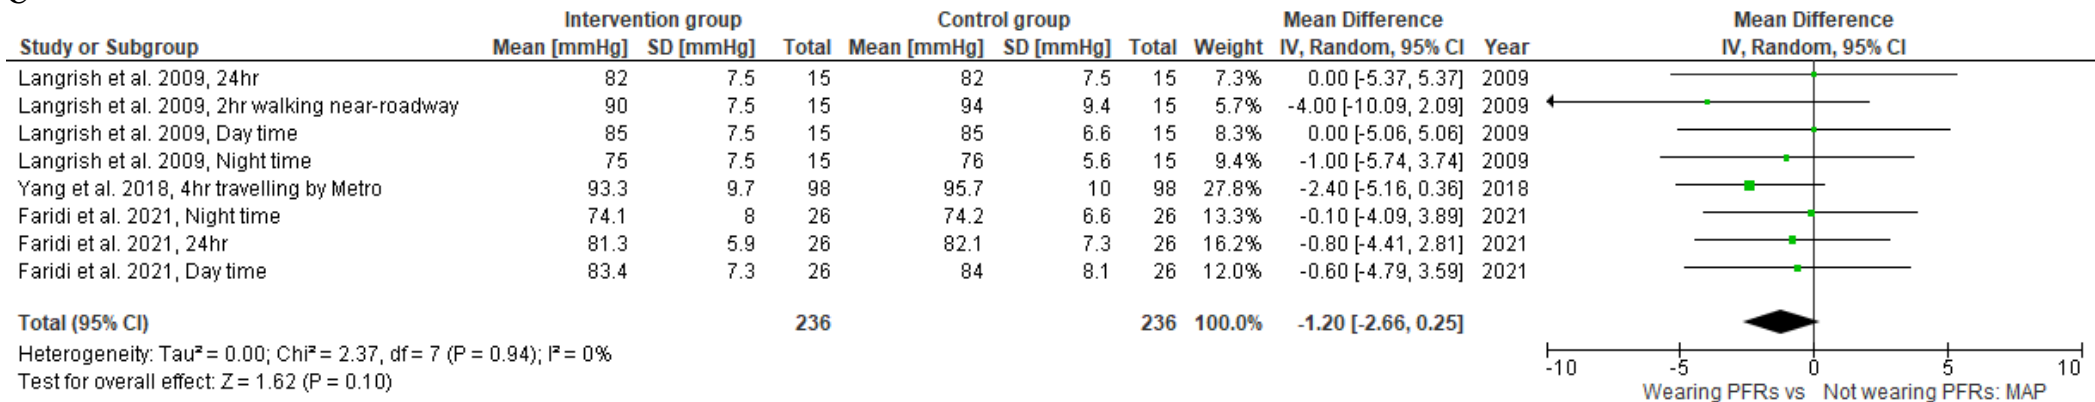 Intervention group Control group Mean Difference Mean Difference
Study or Subgroup Mean [mmHg] SD [mmHg] Total Mean [mmHg] SD [mmHg] Total Weight IV, Random, 95% CI Year IV, Random, 95% CI
Langrish et al. 2009, 24hr 82 7.5 15 82 7.5 15 7.3% 0.00 [-5.37, 5.37] 2009
Langrish et al. 2009, 2hr walking near-roadway 90 7.5 15 94 9.4 15 5.7% -4.00 [-10.09, 2.09] 2009
Langrish et al. 2009, Day time 85 7.5 15 85 6.6 15 8.3% 0.00 [-5.06, 5.06] 2009
Langrish et al. 2009, Night time 75 7.5 15 76 5.6 15 9.4% -1.00 [-5.74, 3.74] 2009
Yang et al. 2018, 4hr travelling by Metro 93.3 9.7 98 95.7 10 98 27.8% -2.40 [-5.16, 0.36] 2018
Faridi et al. 2021, Night time 74.1 8 26 74.2 6.6 26 13.3% -0.10 [-4.09, 3.89] 2021
Faridi et al. 2021, 24hr 81.3 5.9 26 82.1 7.3 26 16.2% -0.80 [-4.41, 2.81] 2021
Faridi et al. 2021, Day time 83.4 7.3 26 84 8.1 26 12.0% -0.60 [-4.79, 3.59] 2021
Total (95% CI) 236 236 100.0% -1.20 [-2.66, 0.25]
Heterogeneity: Tau² = 0.00; Chi² = 2.37, df = 7 (P = 0.94); I² = 0%
Test for overall effect: Z = 1.62 (P = 0.10)
-10 -5 0 5 10
Wearing PFRs vs Not wearing PFRs: MAP